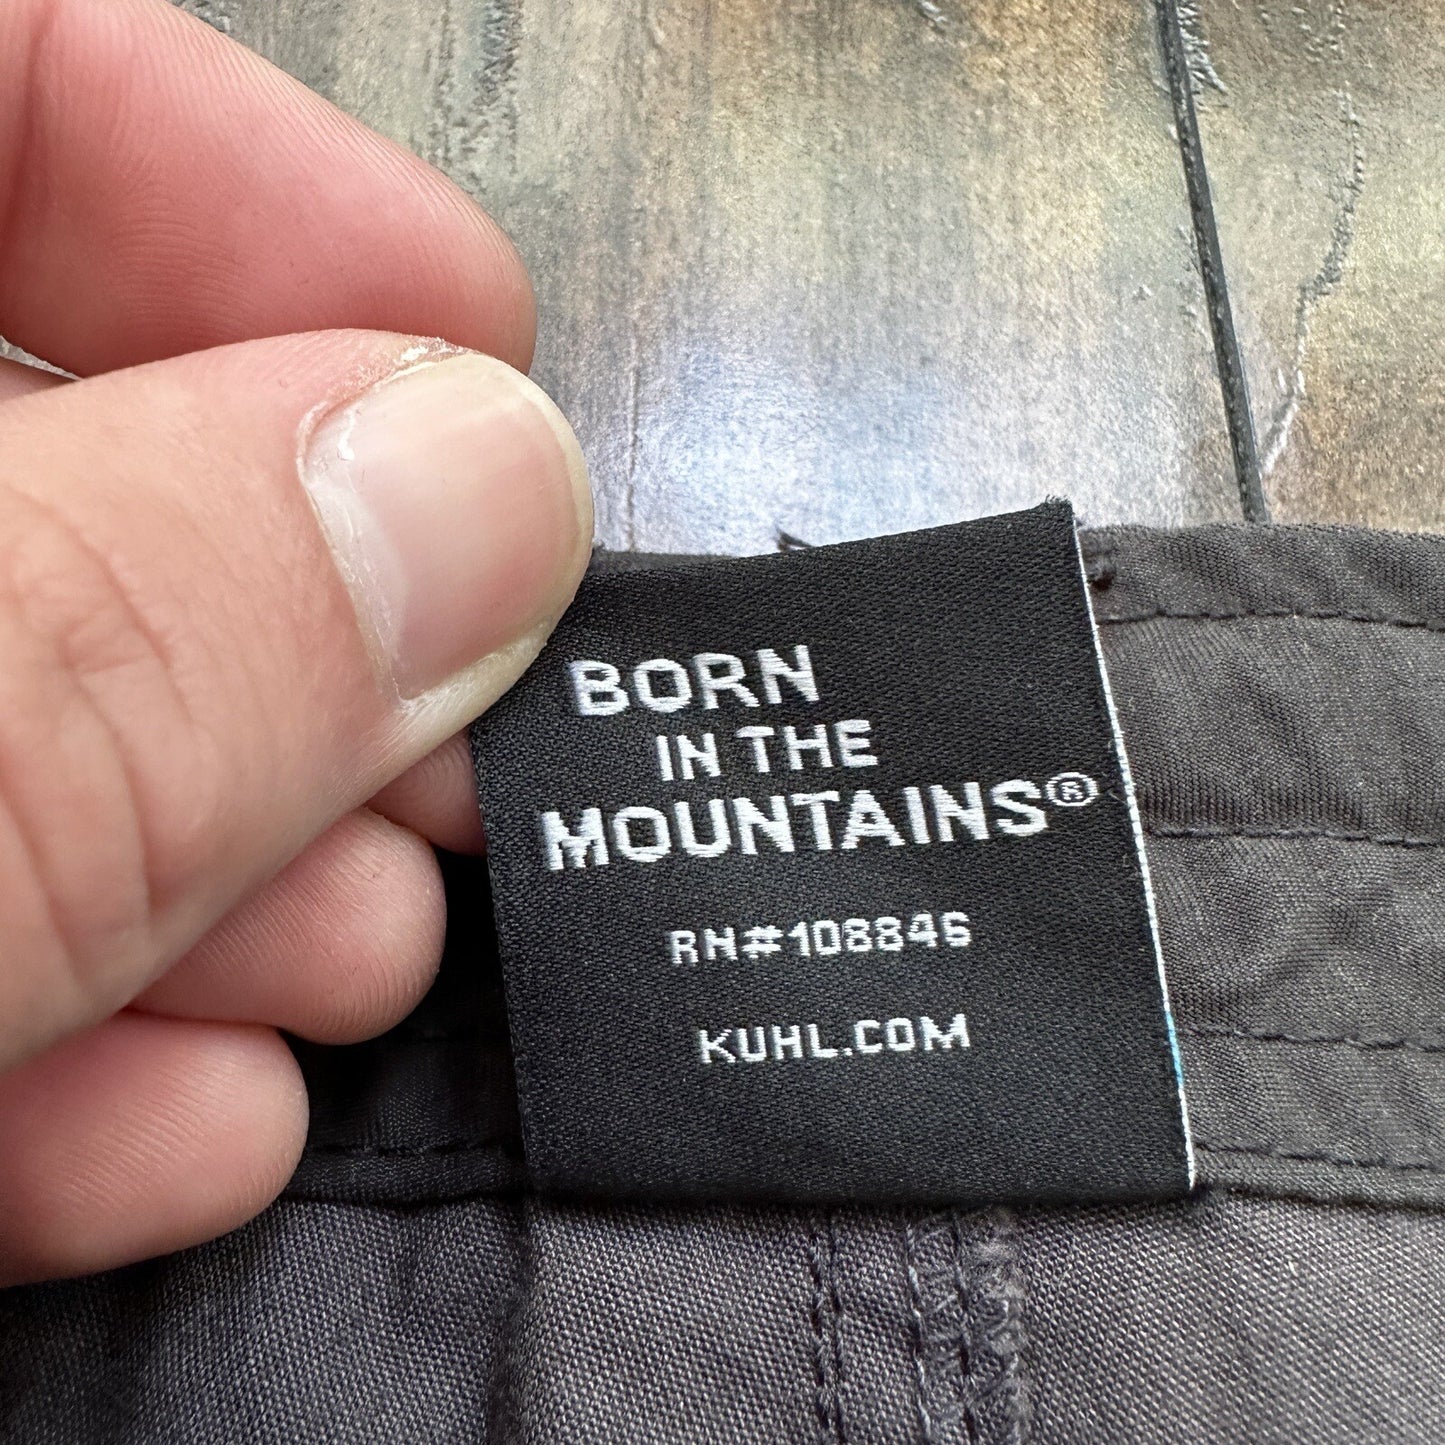 BORN
IN THE
MOUNTAINS®
RN#108846
KUHL.COM